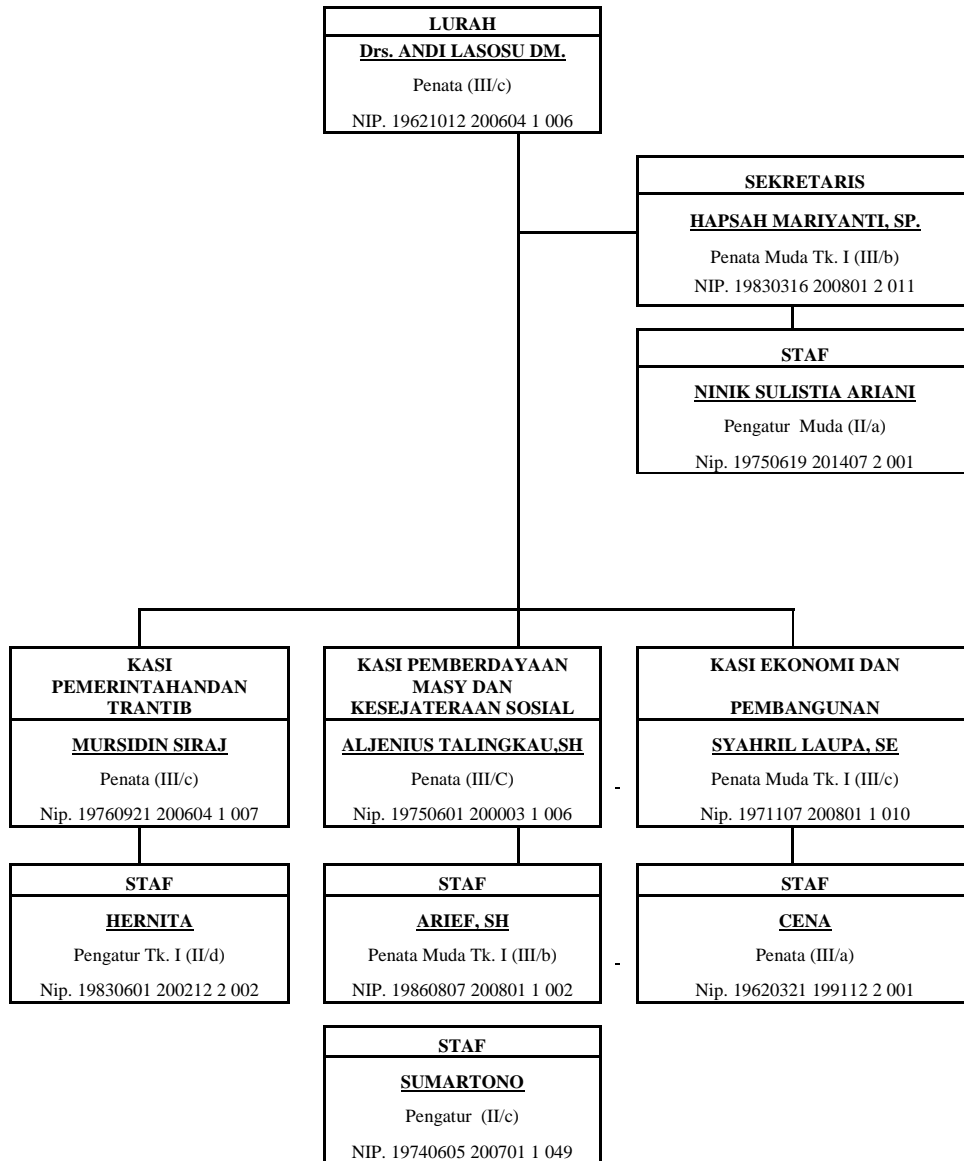 LURAH
Drs. ANDI LASOSU DM.
Penata (III/c)
NIP. 19621012 200604 1 006
SEKRETARIS
HAPSAH MARIYANTI, SP.
Penata Muda Tk. I (III/b)
NIP. 19830316 200801 2 011
STAF
NINIK SULISTIA ARIANI
Pengatur Muda (II/a)
Nip. 19750619 201407 2 001
KASI
PEMERINTAHANDAN
TRANTIB
MURSIDIN SIRAJ
Penata (III/c)
Nip. 19760921 200604 1 007
KASI PEMBERDAYAAN
MASY DAN
KESEJATERAAN SOSIAL
ALJENIUS TALINGKAU,SH
Penata (III/C)
Nip. 19750601 200003 1 006
-
KASI EKONOMI DAN
PEMBANGUNAN
SYAHRIL LAUPA, SE
Penata Muda Tk. I (III/c)
Nip. 1971107 200801 1 010
STAF
HERNITA
Pengatur Tk. I (II/d)
Nip. 19830601 200212 2 002
STAF
ARIEF, SH
Penata Muda Tk. I (III/b)
NIP. 19860807 200801 1 002
-
STAF
CENA
Penata (III/a)
Nip. 19620321 199112 2 001
STAF
SUMARTONO
Pengatur (II/c)
NIP. 19740605 200701 1 049